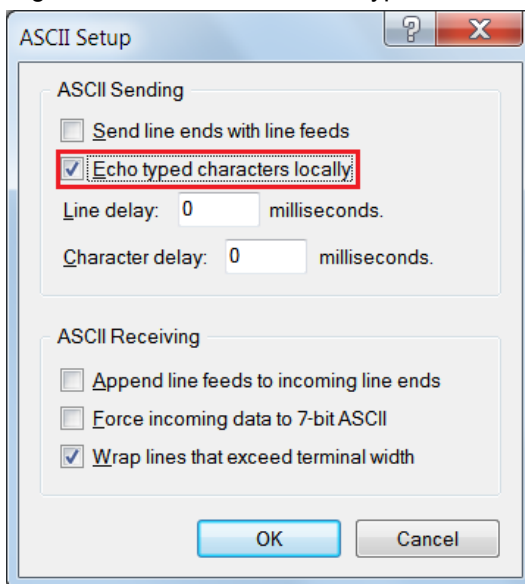 ASCII Setup
? X
ASCII Sending
Send line ends with line feeds
Echo typed characters locally
Line delay: 0 milliseconds.
Character delay: 0 milliseconds.
ASCII Receiving
Append line feeds to incoming line ends
Force incoming data to 7-bit ASCII
Wrap lines that exceed terminal width
OK Cancel